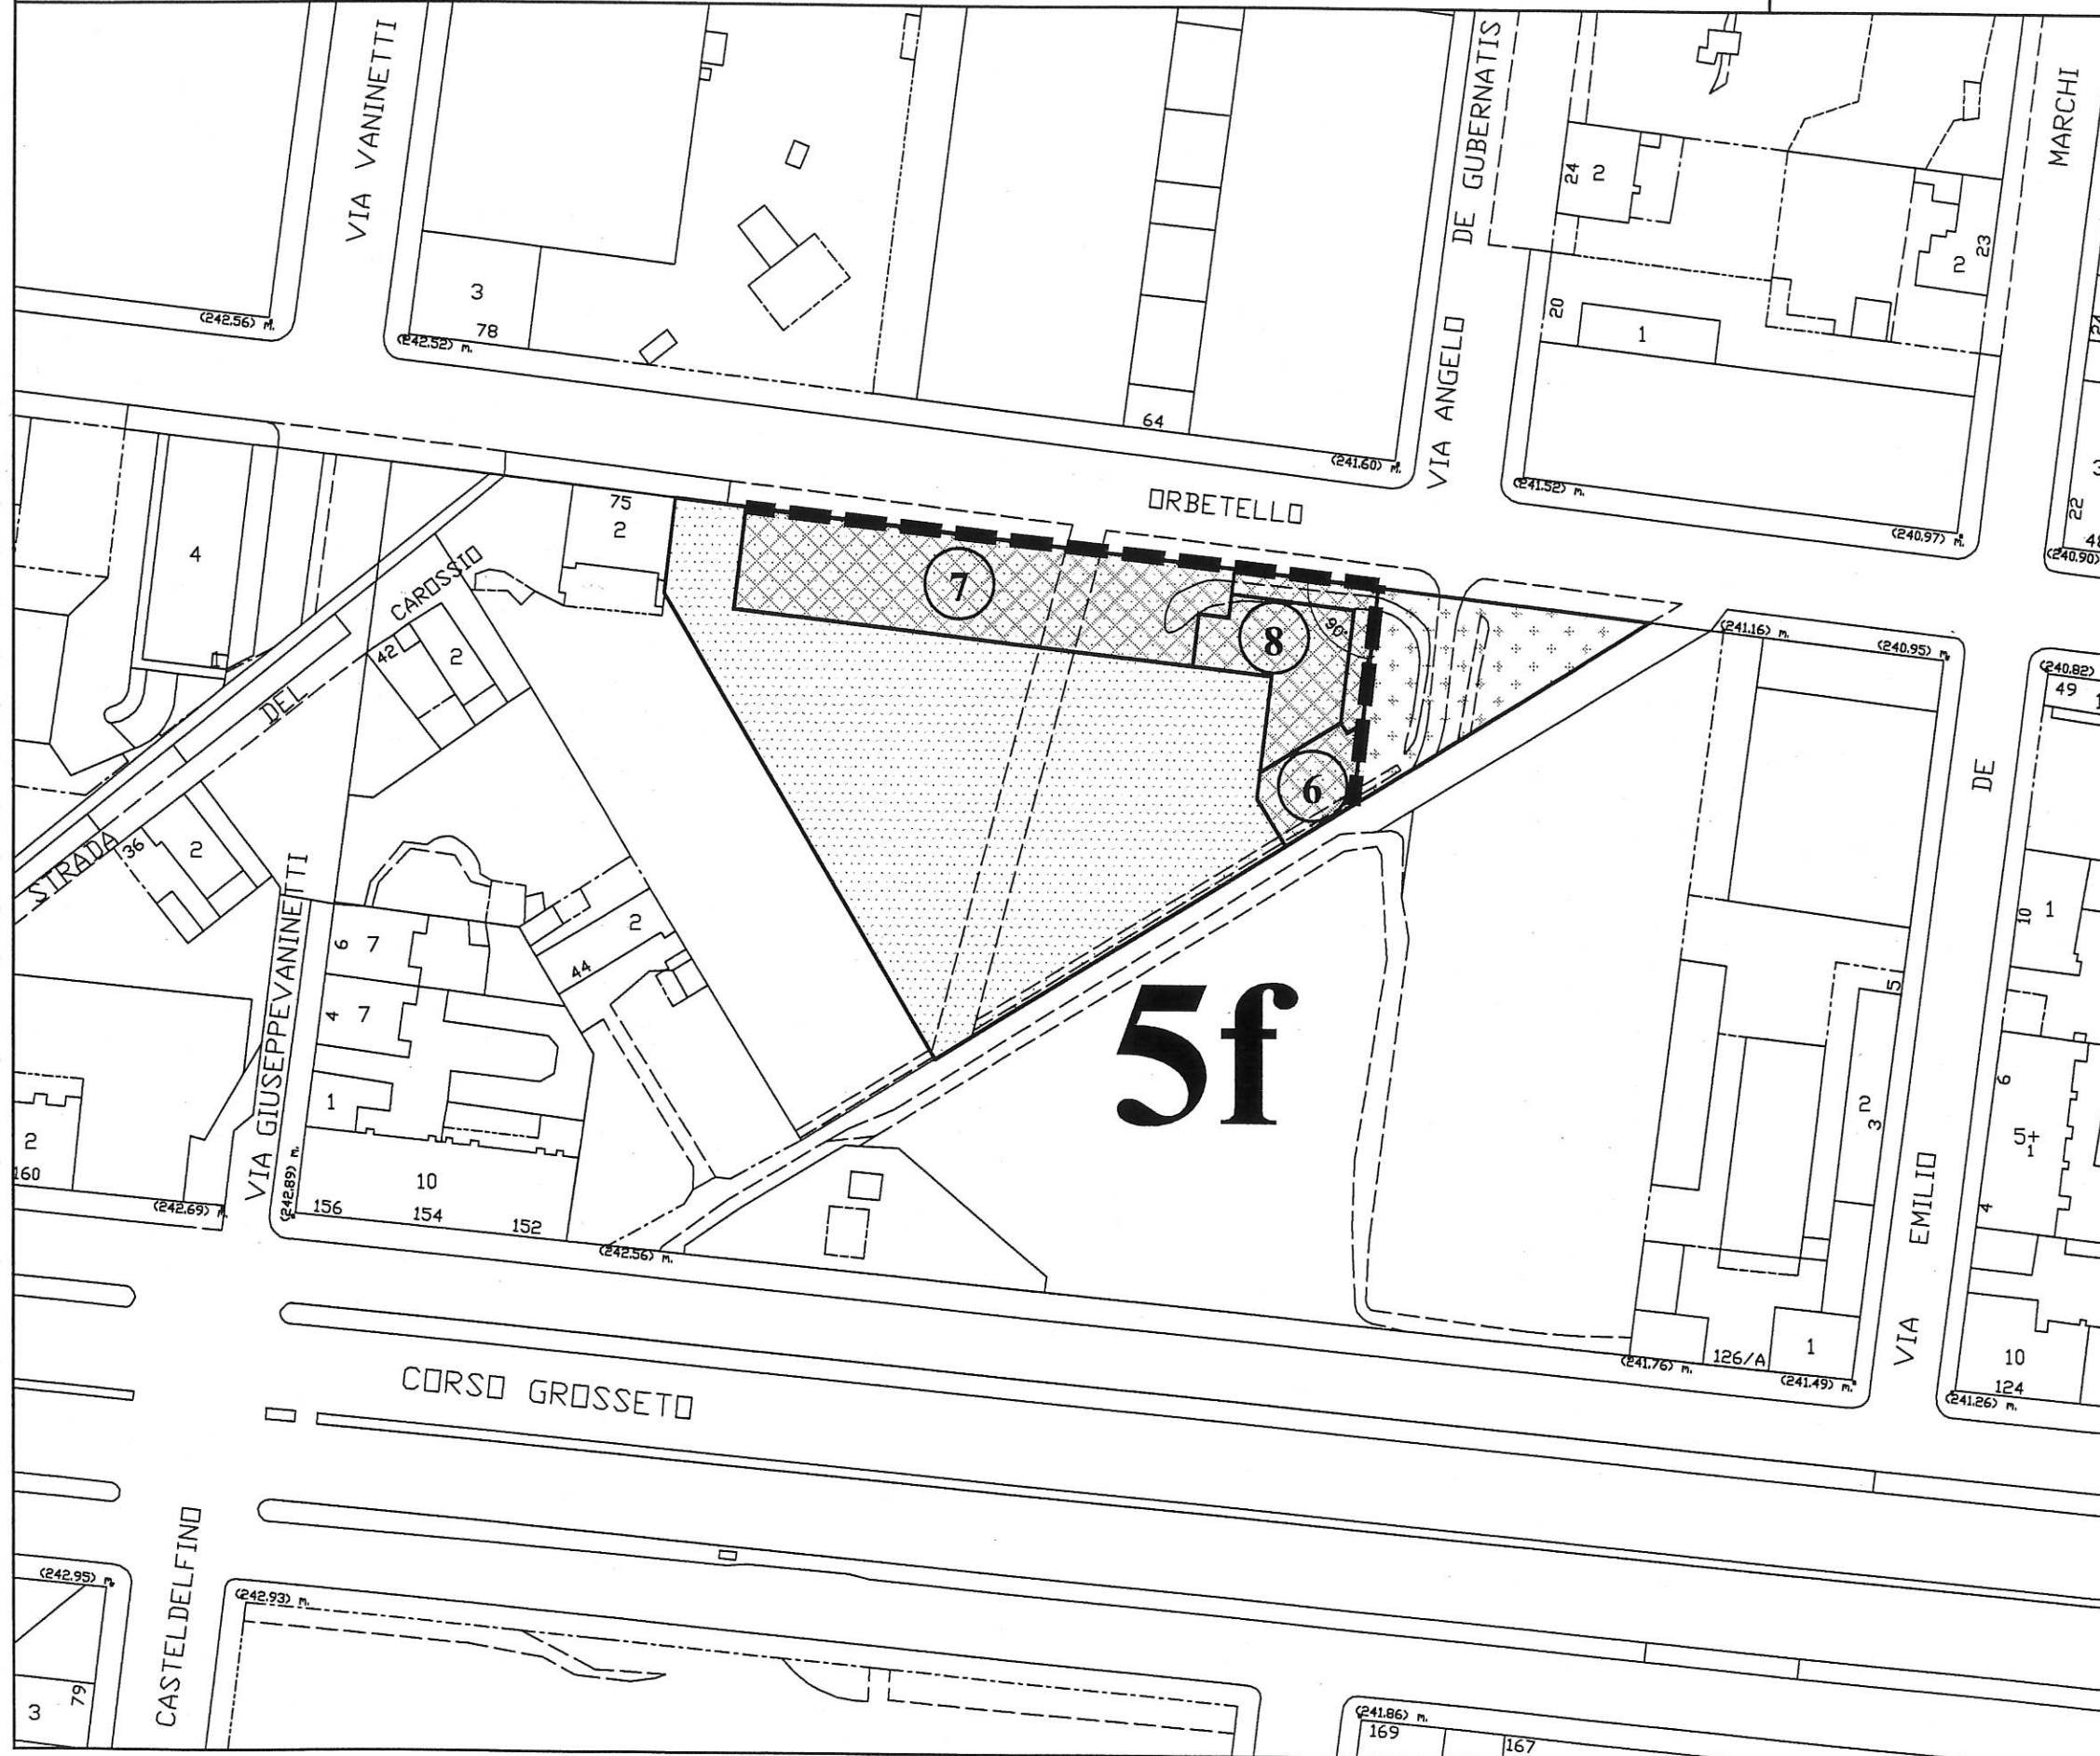 VIA VANINETTI
DE GUBERNATIS
MARCHI
24
2
23
2
3
78
20
1
(242.56) m.
(242.52) m.
VIA ANGELO
64
(241.60) m.
(241.52) m.
(240.97) m.
22
(240.90)
ORBETELLO
75
2
4
CAROSSIO
7
8
90°
6
42
2
DEL
STRADA
36
2
(241.16) m.
(240.95) m.
(240.82)
49
DE
VIA GIUSEPPE VANINETTI
6
7
4
7
1
2
44
5f
10
1
5
2
3
6
5+
1
4
2
160
(242.69) m.
(242.89) m.
10
156
154
152
(242.56) m.
VIA EMILIO
(241.76) m.
126/A
1
(241.49) m.
10
124
(241.26) m.
CORSO GROSSETO
CASTELDELFINO
(242.95) m.
(242.93) m.
3
79
(241.86) m.
169
167